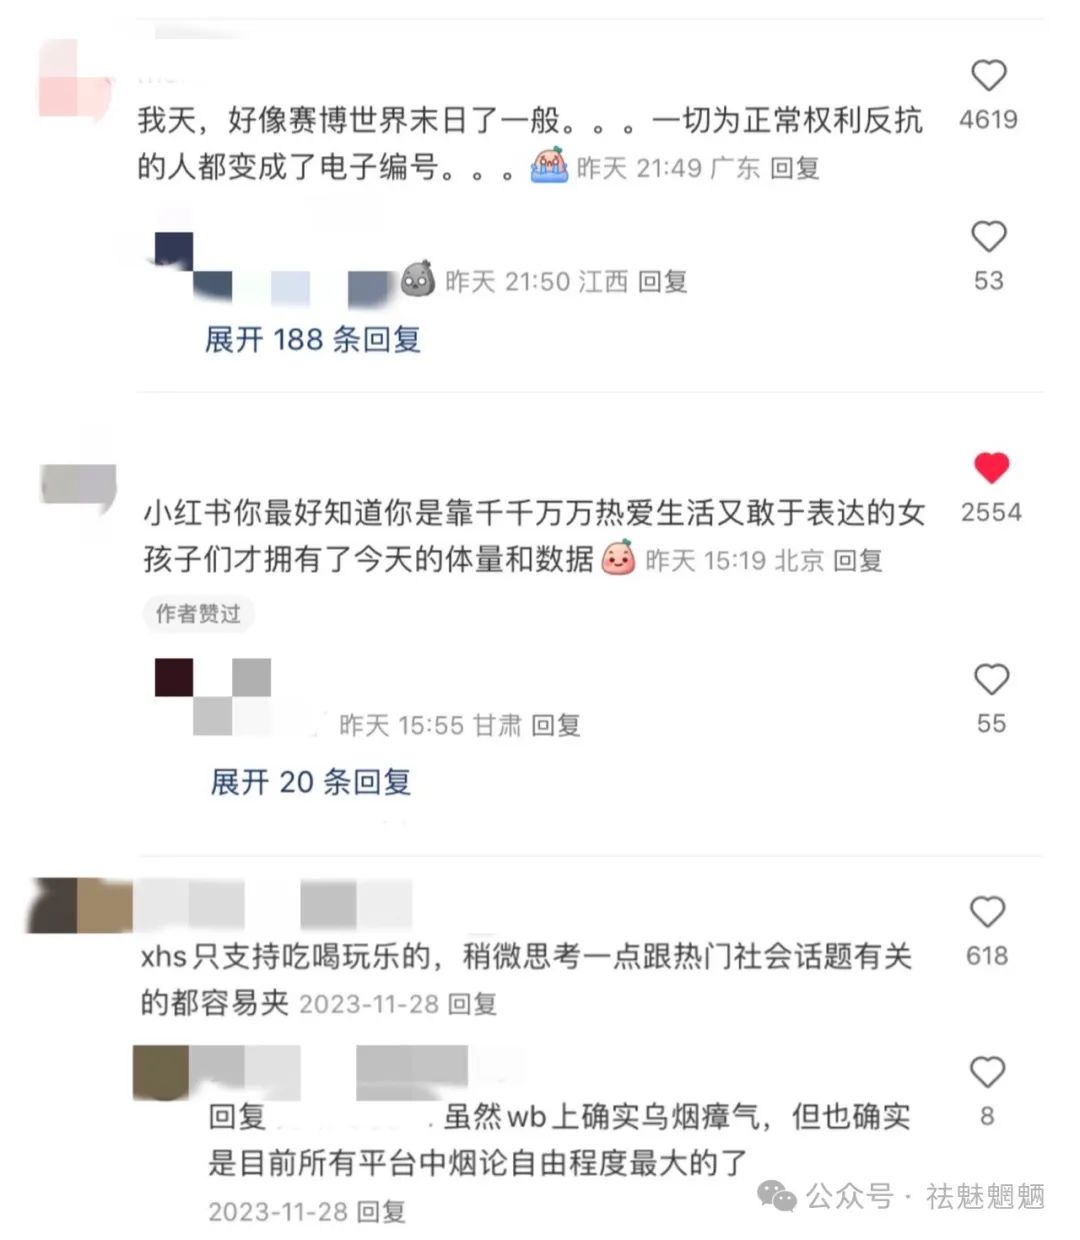 我天，好像赛博世界末日了一般。。。一切为正常权利反抗
的人都变成了电子编号。。。 昨天 21:49 广东 回复
4619
昨天 21:50 江西 回复
53
展开 188 条回复
小红书你最好知道你是靠千千万万热爱生活又敢于表达的女
孩子们才拥有了今天的体量和数据 昨天 15:19 北京 回复
2554
作者赞过
昨天 15:55 甘肃 回复
55
展开 20 条回复
xhs只支持吃喝玩乐的，稍微思考一点跟热门社会话题有关
的都容易夹 2023-11-28 回复
618
回复 虽然wb上确实乌烟瘴气，但也确实
是目前所有平台中烟论自由程度最大的了
8
2023-11-28 回复
公众号 · 祛魅魍魉